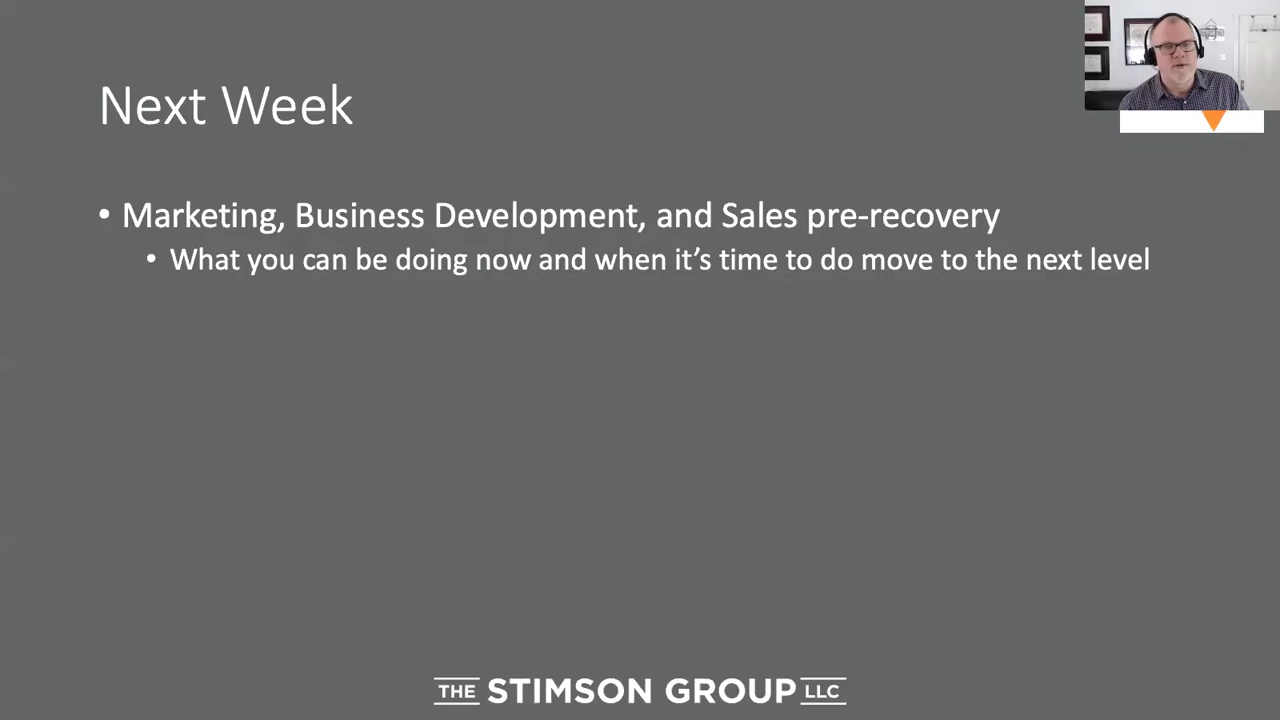 Next Week
• Marketing, Business Development, and Sales pre-recovery
• What you can be doing now and when it’s time to do move to the next level
THE STIMSON GROUP LLC